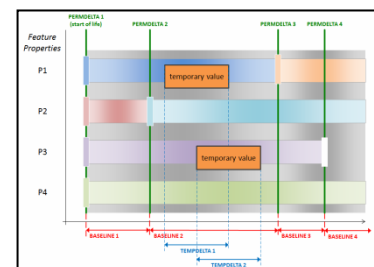 PERMDELTA 1
(start of life)
PERMDELTA 2
PERMDELTA 3
PERMDELTA 4
Feature
Properties
P1
temporary value
P2
P3
temporary value
P4
BASELINE 1
BASELINE 2
BASELINE 3
BASELINE 4
TEMPDELTA 1
TEMPDELTA 2